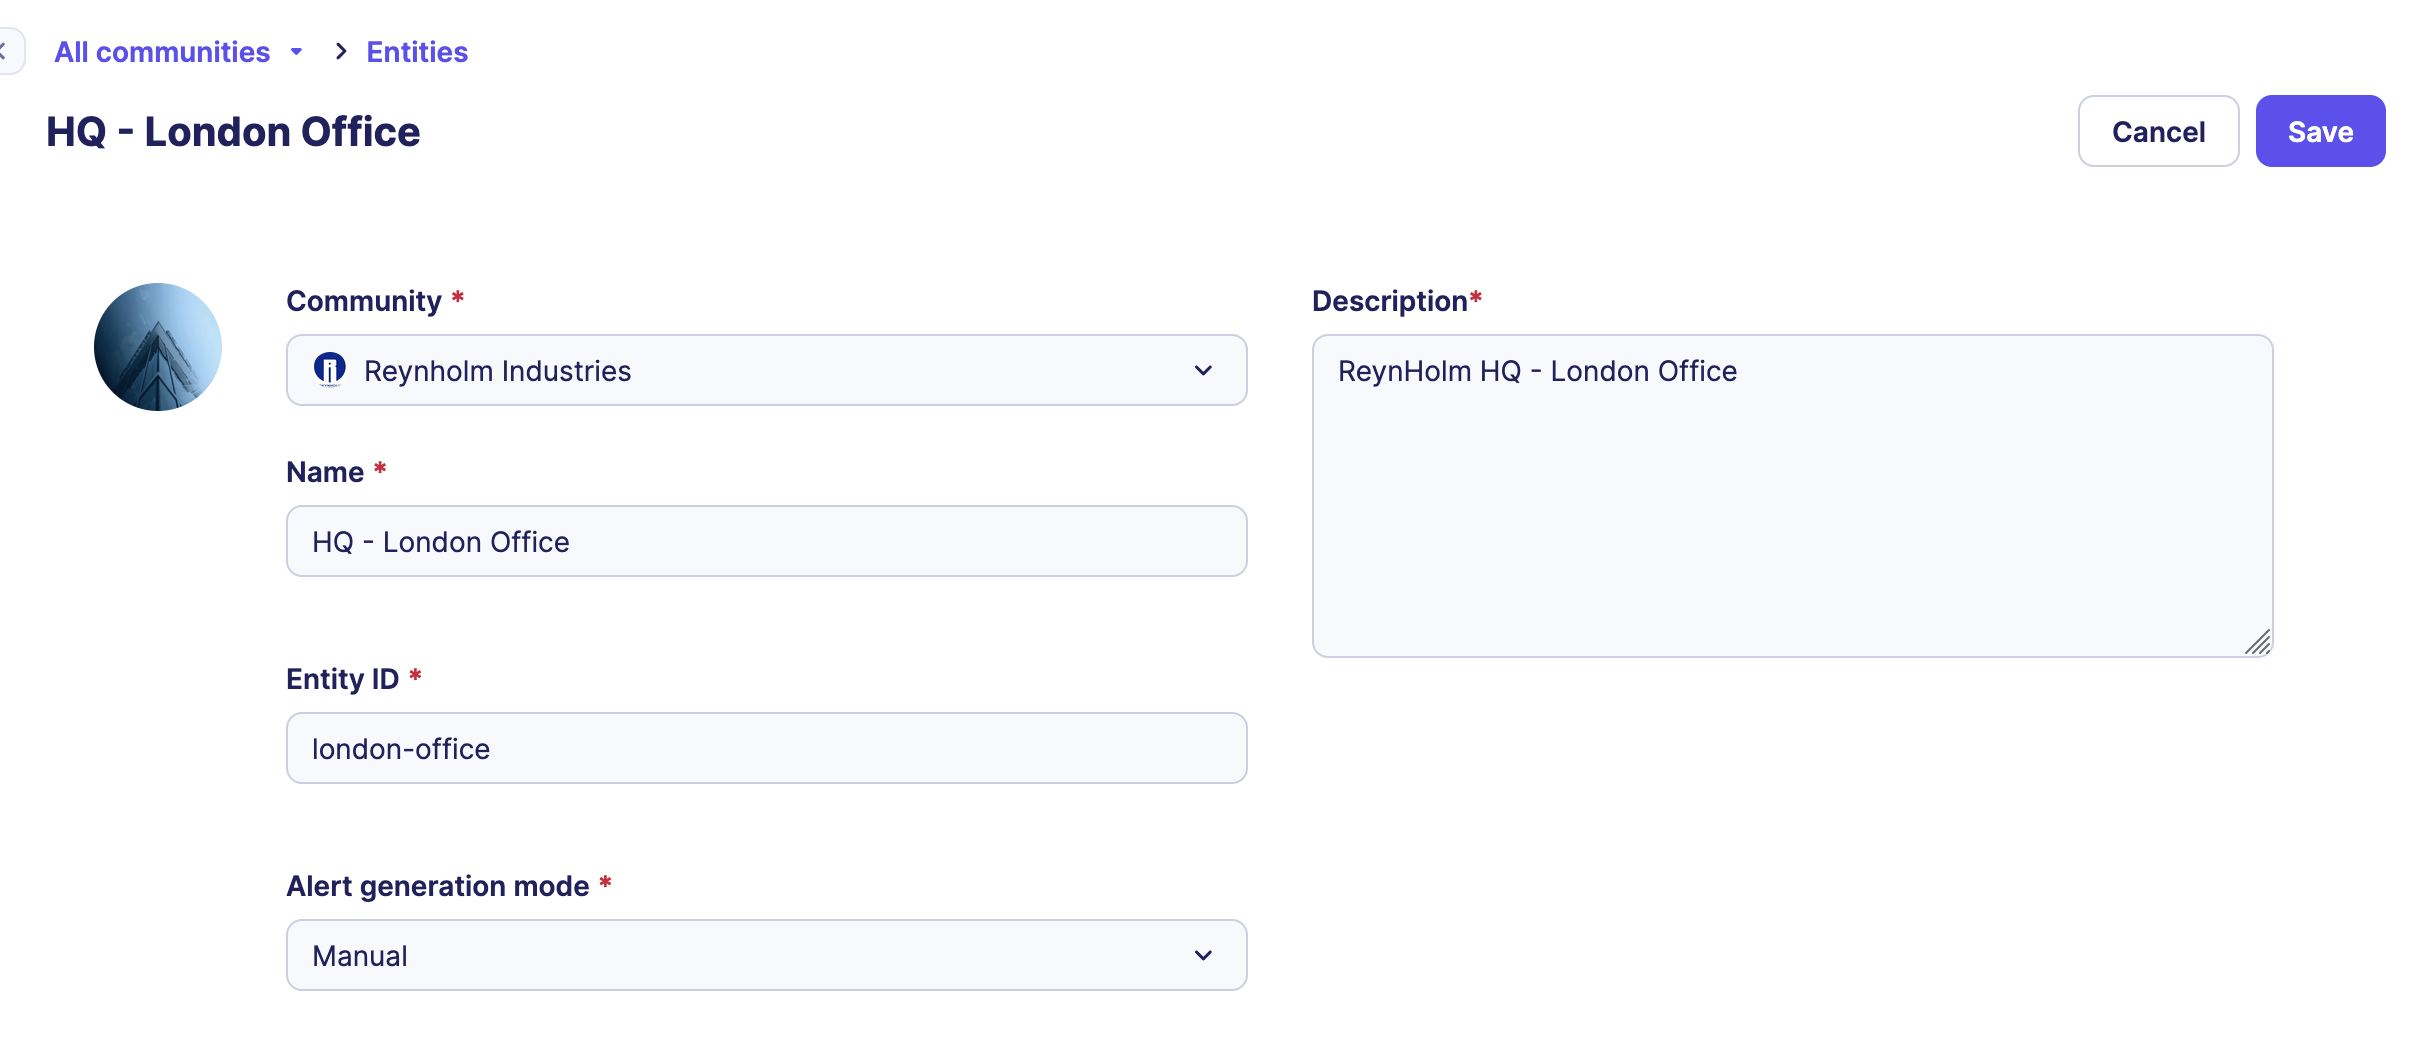 All communities > Entities
HQ - London Office
Cancel
Save
Community *
Reynholm Industries
Name *
HQ - London Office
Entity ID *
london-office
Alert generation mode *
Manual
Description*
ReynHolm HQ - London Office